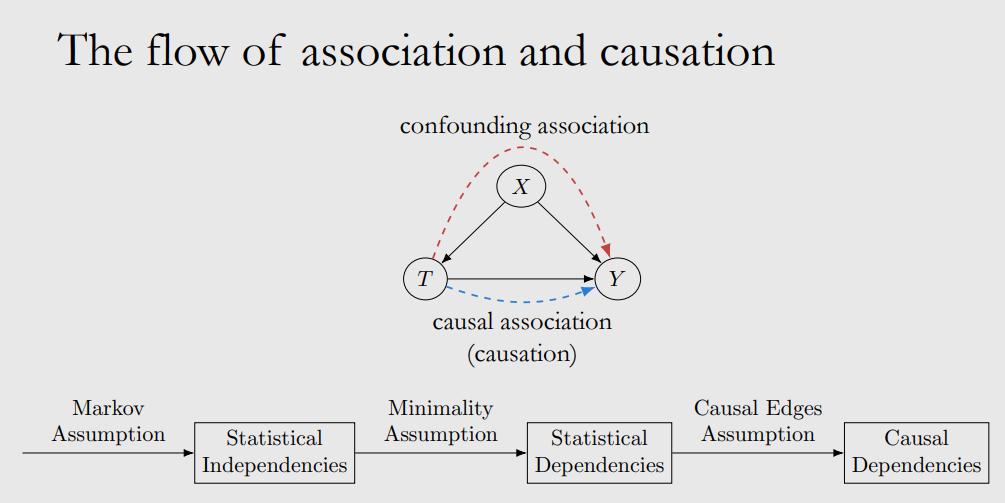 The flow of association and causation
confounding association
X
T
Y
causal association
(causation)
Markov
Assumption
Statistical
Independencies
Minimality
Assumption
Statistical
Dependencies
Causal Edges
Assumption
Causal
Dependencies